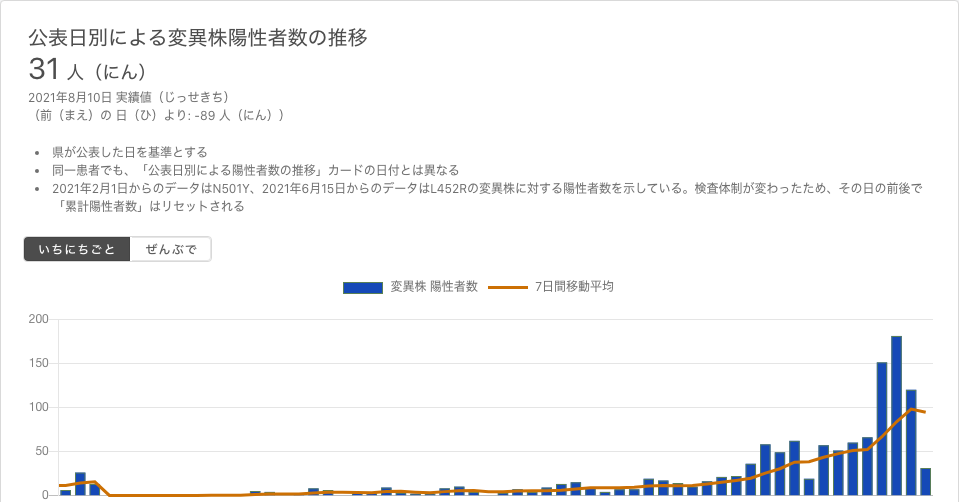 公表日別による変異株陽性者数の推移
31 人（にん）
2021年8月10日 実績値（じっせきち）
（前（まえ）の 日（ひ）より: -89 人（にん））
• 県が公表した日を基準とする
• 同一患者でも、「公表日別による陽性者数の推移」カードの日付とは異なる
• 2021年2月1日からのデータはN501Y、2021年6月15日からのデータはL452Rの変異株に対する陽性者数を示している。検査体制が変わったため、その日の前後で
「累計陽性者数」はリセットされる
いちにちごと ぜんぶで
変異株 陽性者数 7日間移動平均
200
150
100
50
0